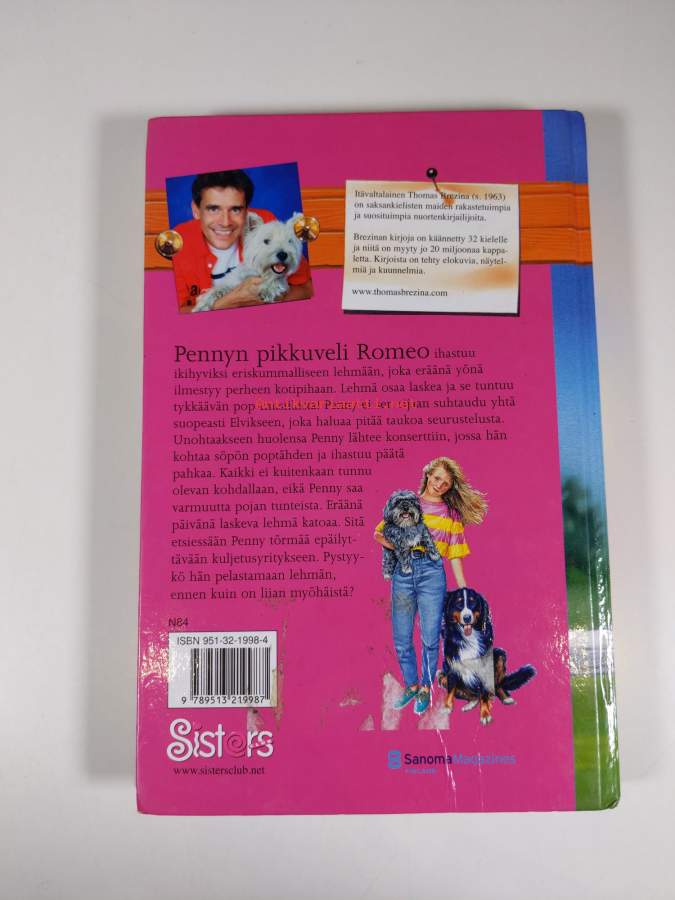 Itävaltalainen Thomas Brezina (s. 1963)
on saksankielisten maiden rakastetuimpia
ja suosituimpia nuortenkirjailijoita.
Brezinan kirjoja on käännetty 32 kielelle
ja niitä on myyty jo 20 miljoonaa kappa-
letta. Kirjoista on tehty elokuvia, näytel-
miä ja kuunnelmia.
www.thomasbrezina.com
Pennyn pikkuveli Romeo ihastuu
ikihyviksi eriskummalliseen lehmään, joka eräänä yönä
ilmestyy perheen kotipihaan. Lehmä osaa laskea ja se tuntuu
tykkäävän Penny ei suhtaudu yhtä
suopeasti Elvikseen, joka haluaa pitää taukoa seurustelusta.
Unohtaakseen huolensa Penny lähtee konserttiin, jossa hän
kohtaa söpön poptähden ja ihastuu päätä
pahkaa. Kaikki ei kuitenkaan tunnu
olevan kohdallaan, eikä Penny saa
varmuutta pojan tunteista. Eräänä
päivänä laskeva lehmä katoaa. Sitä
etsiessään Penny törmää epäilyt-
tävään kuljetusyritykseen. Pystyy-
kö hän pelastamaan lehmän,
ennen kuin on liian myöhäistä?
N84
ISBN 951-32-1998-4
9 789513 219987
Sisters
www.sistersclub.net
SanomaMagazines